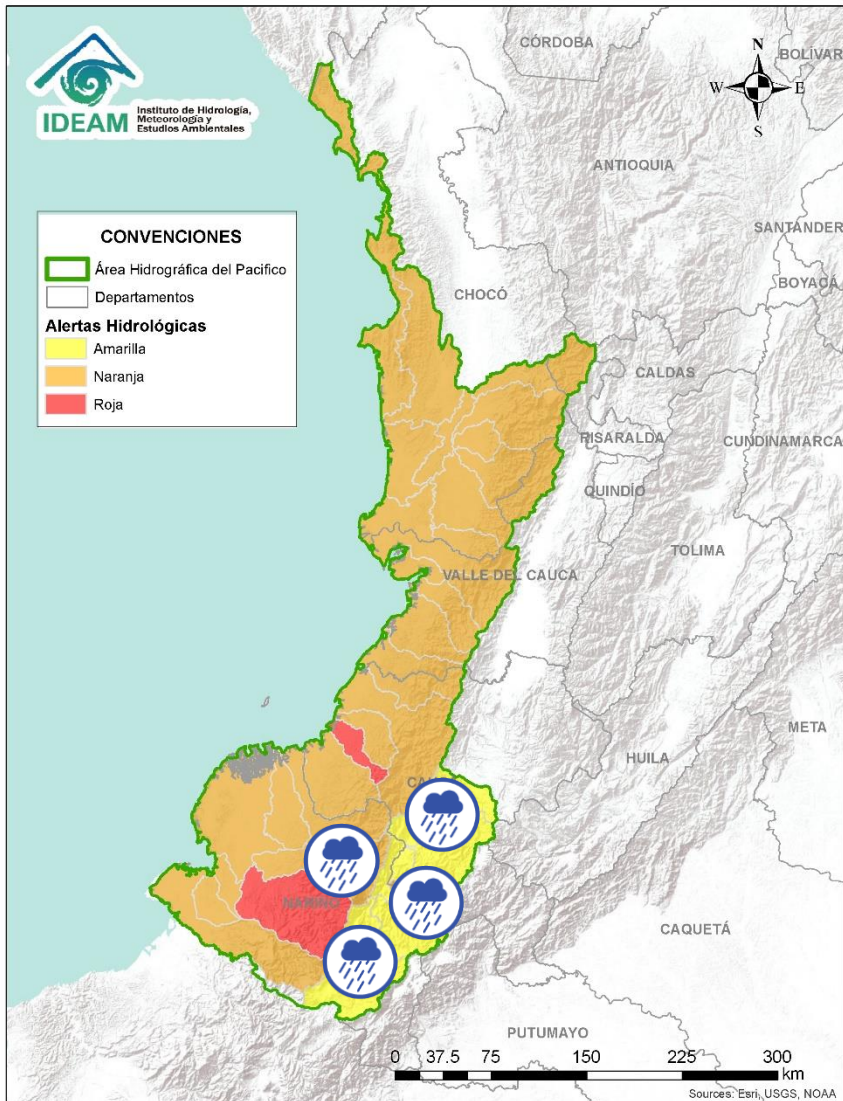 IDEAM
Instituto de Hidrología,
Meteorología y
Estudios Ambientales
CÓRDOBA
BOLÍVAR
N
W
E
S
ANTIOQUIA
SANTANDER
BOYACÁ
CONVENCIONES
Área Hidrográfica del Pacifico
Departamentos
Alertas Hidrológicas
Amarilla
Naranja
Roja
CHOCÓ
CALDAS
RISARALDA
CUNDINAMARCA
QUINDÍO
TOLIMA
VALLE DEL CAUCA
META
HUILA
NARIÑO
CAQUETÁ
PUTUMAYO
0 37.5 75 150 225 300
km
Sources: Esri, USGS, NOAA